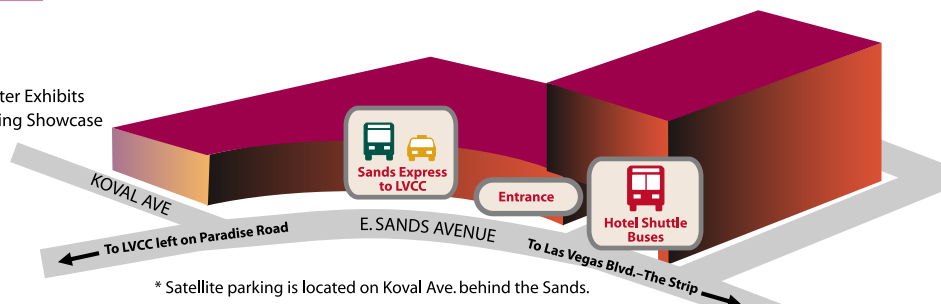 ter Exhibits
ing Showcase
Sands Express
to LVCC
Entrance
Hotel Shuttle
Buses
KOVAL AVE
E. SANDS AVENUE
To LVCC left on Paradise Road
To Las Vegas Blvd.–The Strip
* Satellite parking is located on Koval Ave. behind the Sands.